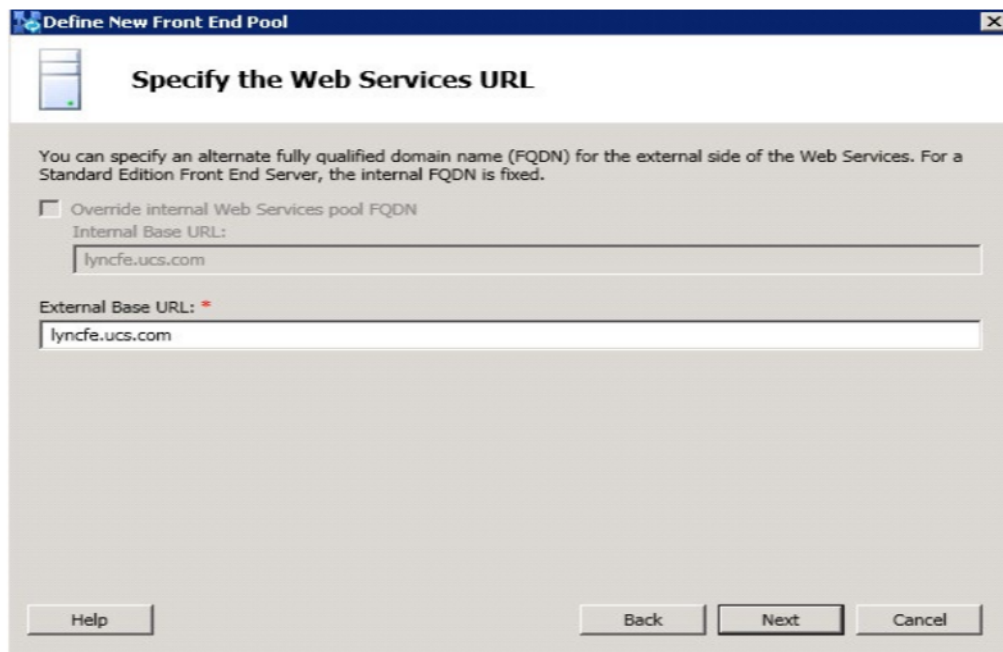 Define New Front End Pool
Specify the Web Services URL
You can specify an alternate fully qualified domain name (FQDN) for the external side of the Web Services. For a
Standard Edition Front End Server, the internal FQDN is fixed.
Override internal Web Services pool FQDN
Internal Base URL:
lyncfe.ucs.com
External Base URL: *
lyncfe.ucs.com
Help Back Next Cancel